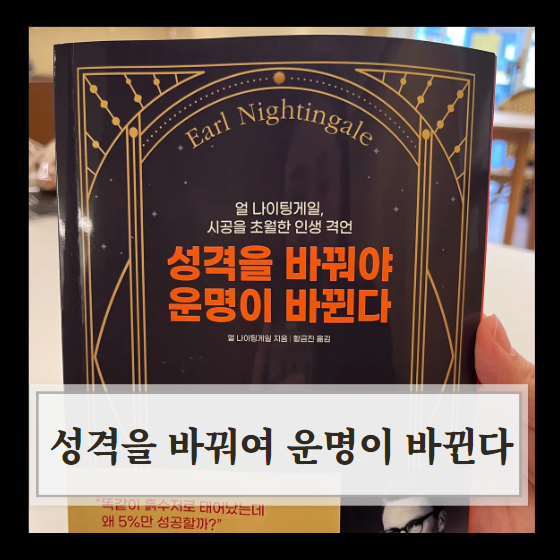 Earl Nightingale
얼 나이팅게일,
시공을 초월한 인생 격언
성격을 바꿔야
운명이 바뀐다
얼 나이팅게일 지음 | 황금진 옮김
성격을 바꿔여 운명이 바뀐다
“똑같이 흙수저로 태어났는데
왜 5%만 성공할까?”